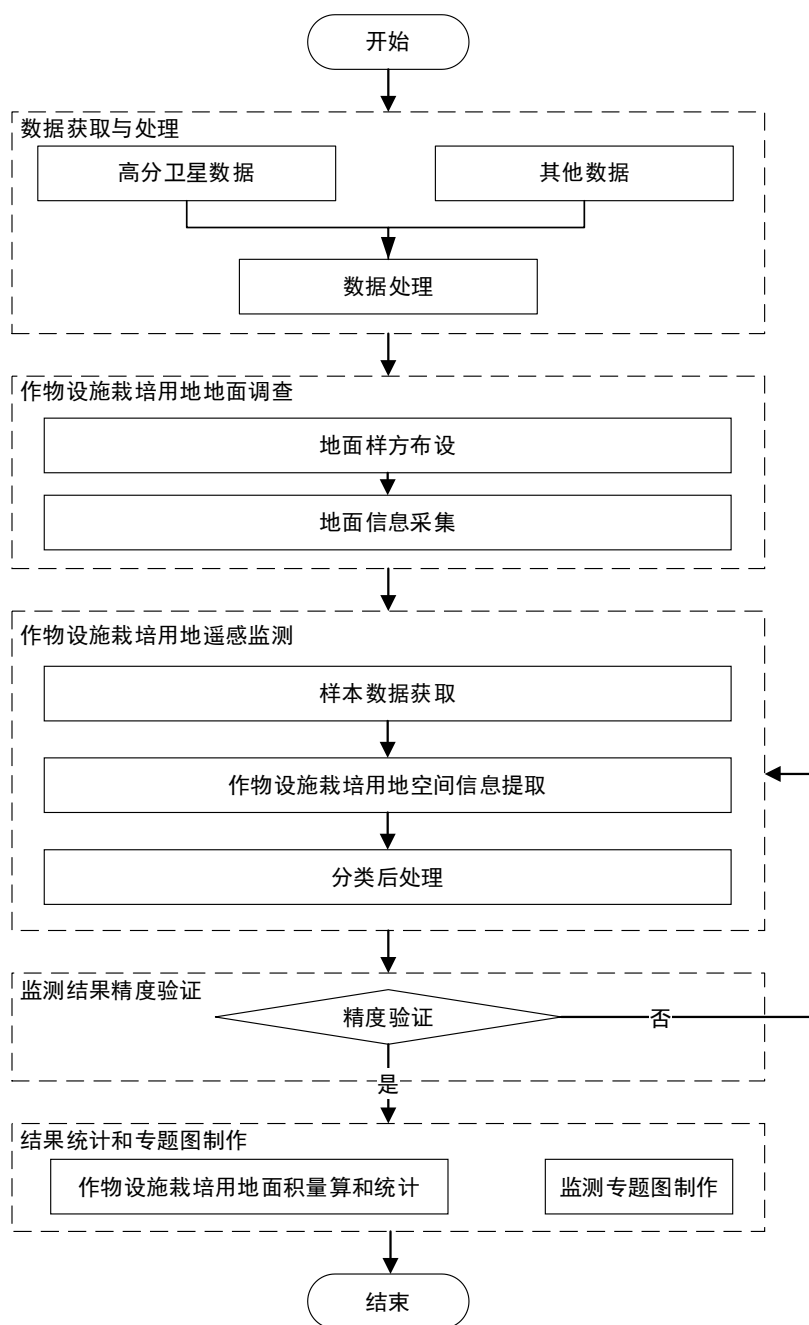 开始
数据获取与处理
高分卫星数据
其他数据
数据处理
作物设施栽培用地地面调查
地面样方布设
地面信息采集
作物设施栽培用地遥感监测
样本数据获取
作物设施栽培用地空间信息提取
分类后处理
监测结果精度验证
精度验证
否
是
结果统计和专题图制作
作物设施栽培用地面积量算和统计
监测专题图制作
结束